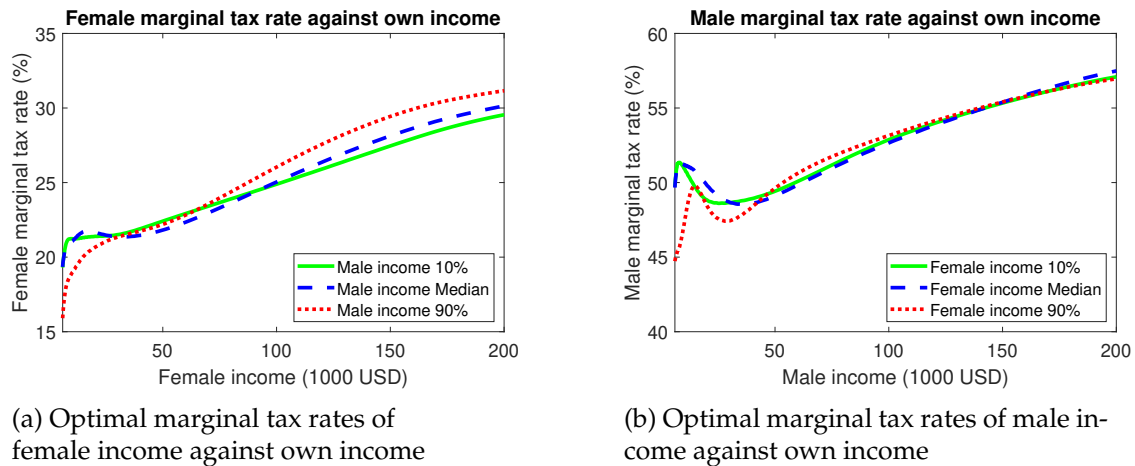 Female marginal tax rate against own income
35
30
25
20
15
Female marginal tax rate (%)
Male income 10%
Male income Median
Male income 90%
50
100
150
200
Female income (1000 USD)
(a) Optimal marginal tax rates of
female income against own income
Male marginal tax rate against own income
60
55
50
45
40
Male marginal tax rate (%)
Female income 10%
Female income Median
Female income 90%
50
100
150
200
Male income (1000 USD)
(b) Optimal marginal tax rates of male in-
come against own income